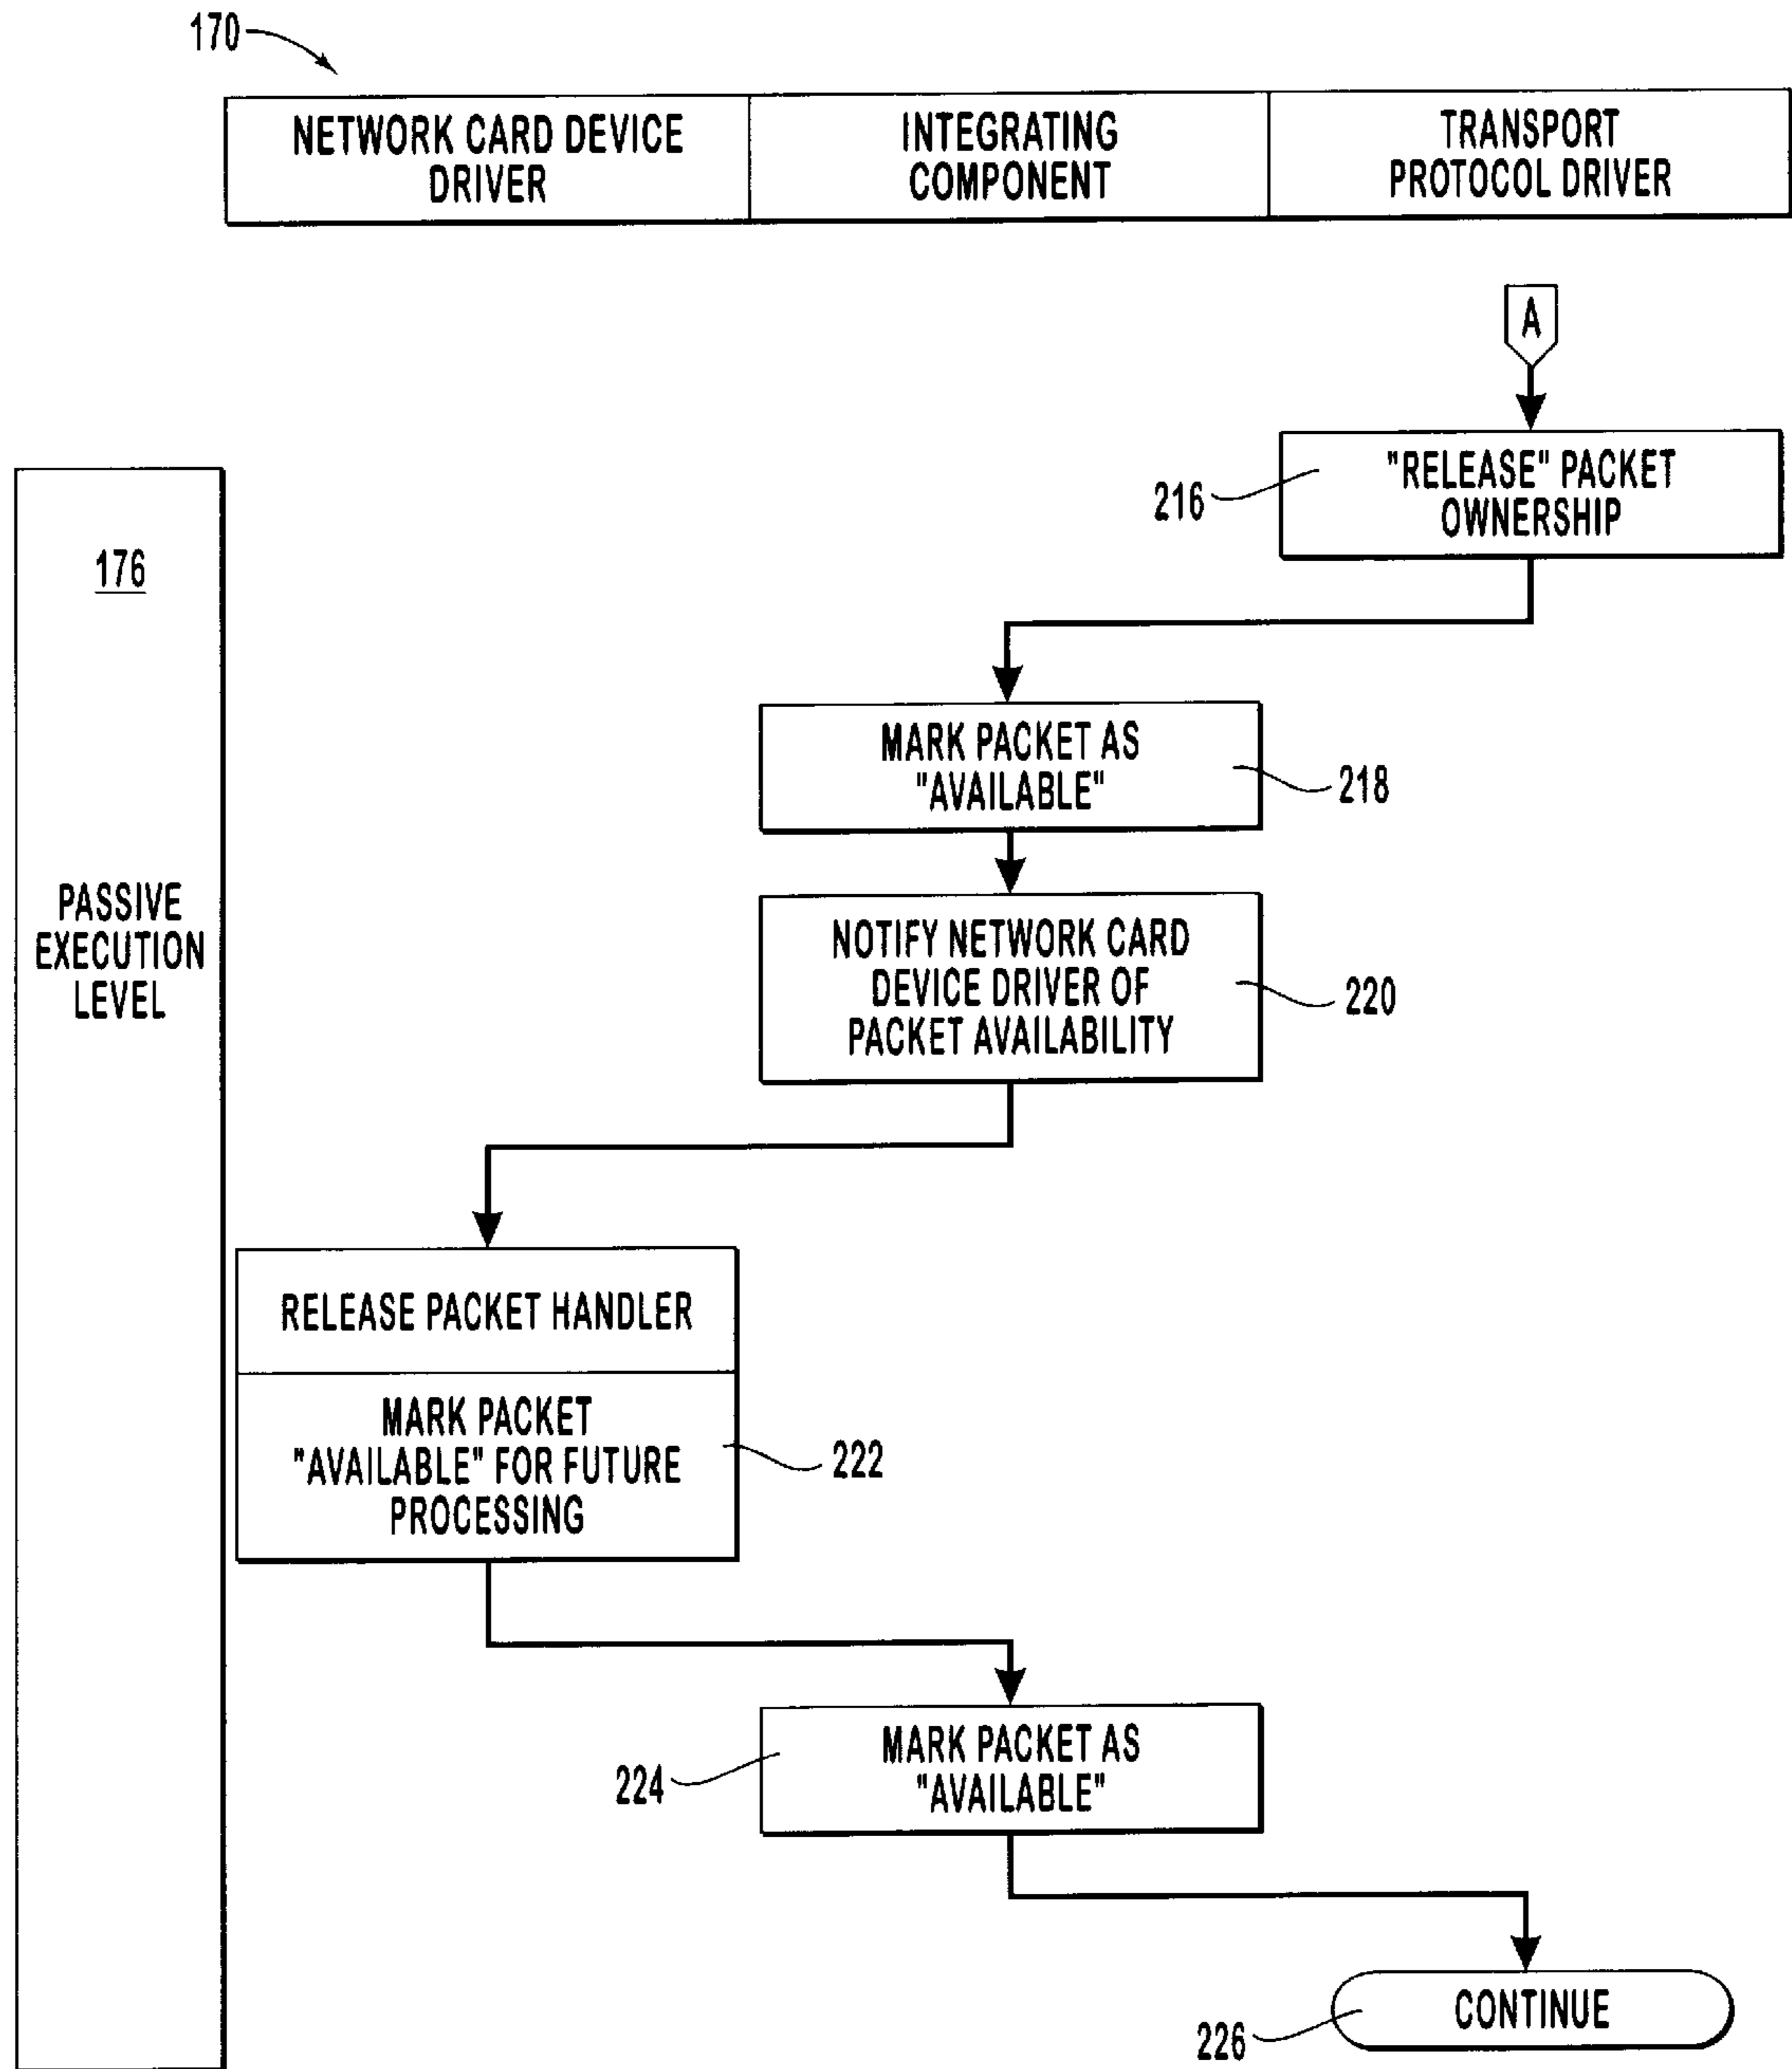 170
NETWORK CARD DEVICE
DRIVER
INTEGRATING
COMPONENT
TRANSPORT
PROTOCOL DRIVER
A
"RELEASE" PACKET
OWNERSHIP
216
176
PASSIVE
EXECUTION
LEVEL
MARK PACKET AS
"AVAILABLE"
218
NOTIFY NETWORK CARD
DEVICE DRIVER OF
PACKET AVAILABILITY
220
RELEASE PACKET HANDLER
MARK PACKET
"AVAILABLE" FOR FUTURE
PROCESSING
222
MARK PACKET AS
"AVAILABLE"
224
CONTINUE
226